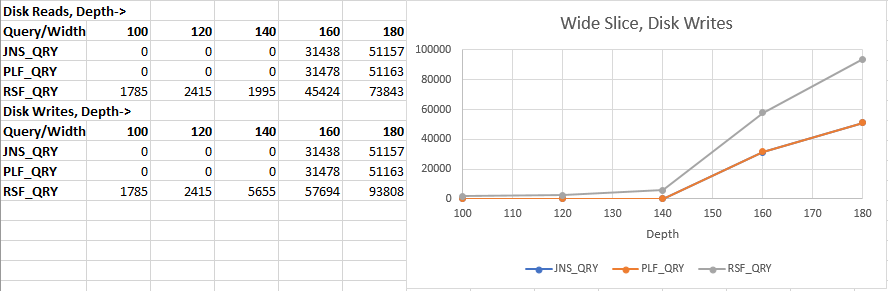 Disk Reads, Depth->
Query/Width 100 120 140 160 180
JNS_QRY 0 0 0 31438 51157
PLF_QRY 0 0 0 31478 51163
RSF_QRY 1785 2415 1995 45424 73843
Disk Writes, Depth->
Query/Width 100 120 140 160 180
JNS_QRY 0 0 0 31438 51157
PLF_QRY 0 0 0 31478 51163
RSF_QRY 1785 2415 5655 57694 93808
Wide Slice, Disk Writes
100000
80000
60000
40000
20000
0
100 110 120 130 140 150 160 170 180
Depth
JNS_QRY PLF_QRY RSF_QRY